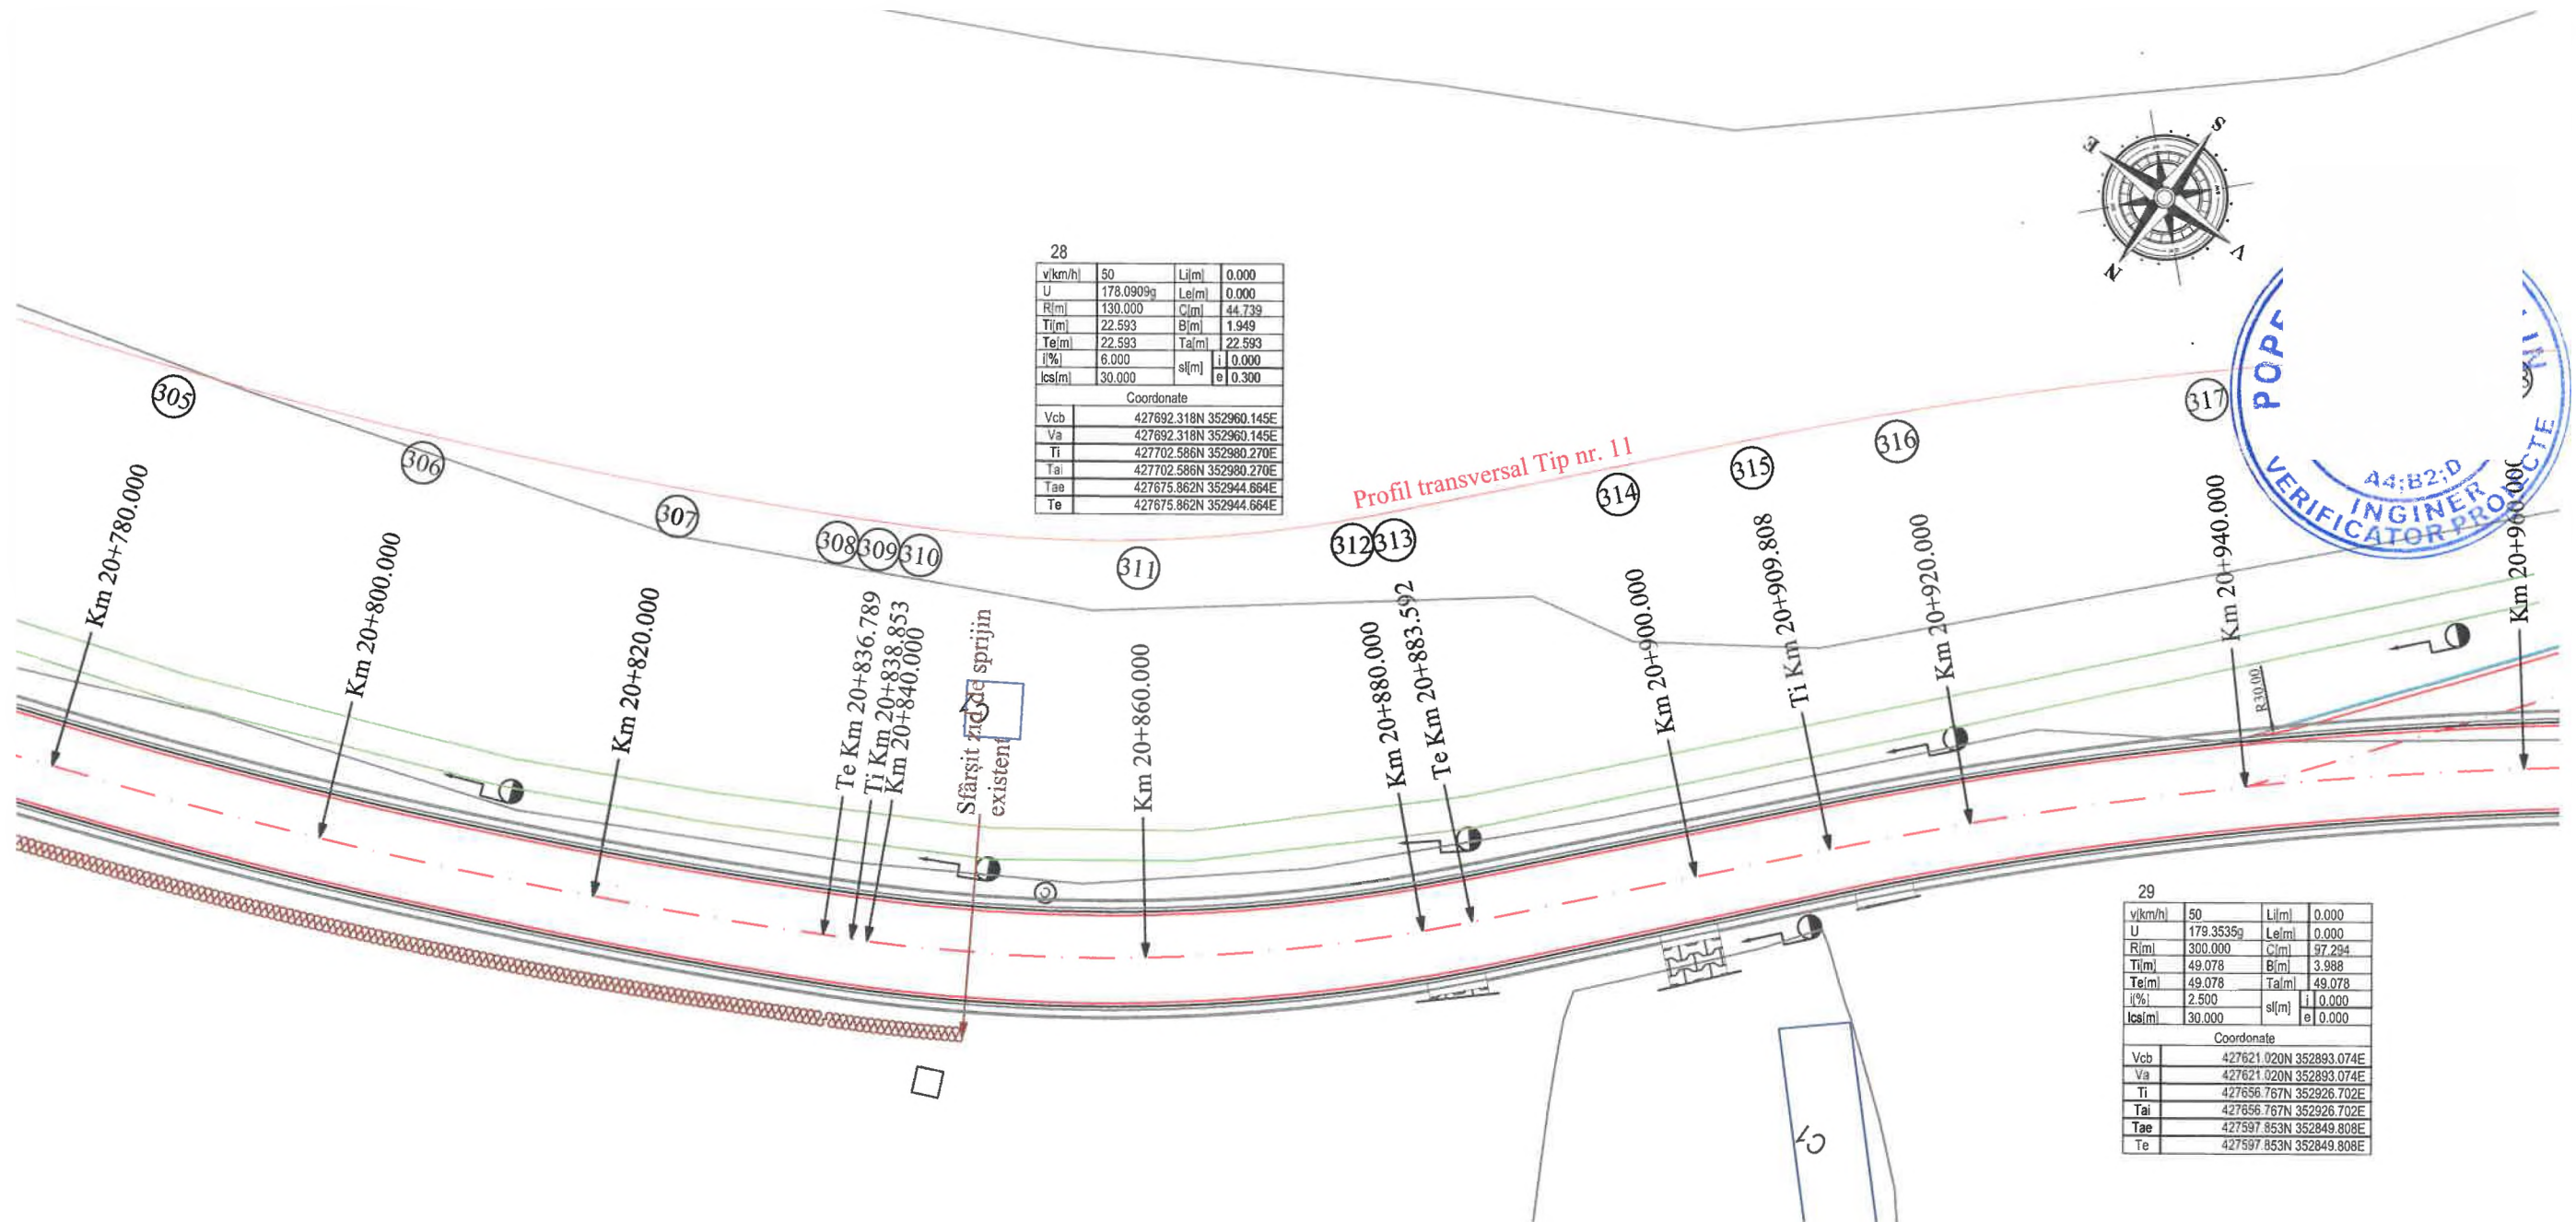 S
E
V
N
28
v[km/h] 50 Li[m] 0.000
U 178.0909g Le[m] 0.000
R[m] 130.000 C[m] 44.739
Ti[m] 22.593 B[m] 1.949
Te[m] 22.593 Ta[m] 22.593
i[%] 6.000 sl[m] i 0.000
lcs[m] 30.000 e 0.300
Coordonate
Vcb 427692.318N 352960.145E
Va 427692.318N 352960.145E
Ti 427702.586N 352980.270E
Tai 427702.586N 352980.270E
Tae 427675.862N 352944.664E
Te 427675.862N 352944.664E
305
306
307
308
309
310
311
312
313
314
315
316
317
Profil transversal Tip nr. 11
A4;B2;D
INGINER
VERIFICATOR PROIECTE
Km 20+780.000
Km 20+800.000
Km 20+820.000
Te Km 20+836.789
Ti Km 20+838.853
Km 20+840.000
Sfârșit zid de sprijin
existent
Km 20+860.000
Km 20+880.000
Te Km 20+883.592
Km 20+900.000
Ti Km 20+909.808
Km 20+920.000
Km 20+940.000
Km 20+960.000
R30.00
C1
29
v[km/h] 50 Li[m] 0.000
U 179.3535g Le[m] 0.000
R[m] 300.000 C[m] 97.294
Ti[m] 49.078 B[m] 3.988
Te[m] 49.078 Ta[m] 49.078
i[%] 2.500 sl[m] i 0.000
lcs[m] 30.000 e 0.000
Coordonate
Vcb 427621.020N 352893.074E
Va 427621.020N 352893.074E
Ti 427656.767N 352926.702E
Tai 427656.767N 352926.702E
Tae 427597.853N 352849.808E
Te 427597.853N 352849.808E